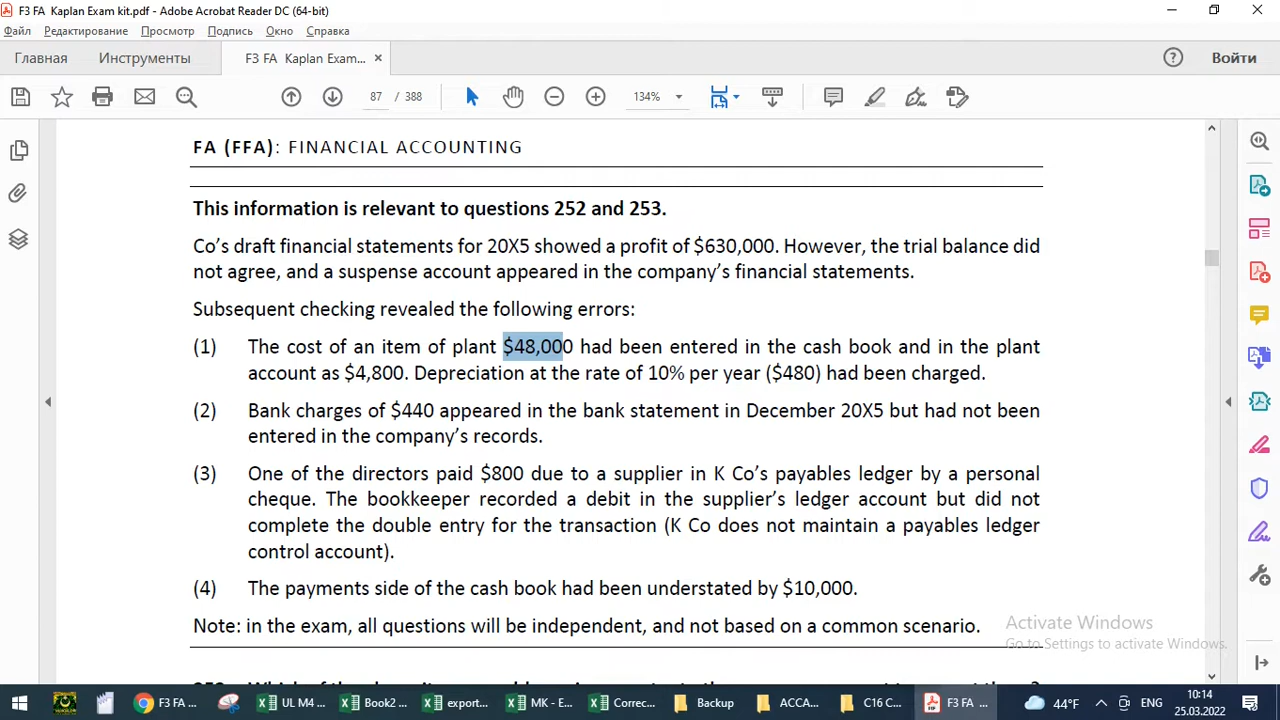 F3 FA  Kaplan Exam kit.pdf - Adobe Acrobat Reader DC (64-bit)
Файл Редактирование Просмотр Подпись Окно Справка
Главная Инструменты F3 FA  Kaplan Exam... × Войти
87 / 388 134%
FA (FFA): FINANCIAL ACCOUNTING
This information is relevant to questions 252 and 253.
Co’s draft financial statements for 20X5 showed a profit of $630,000. However, the trial balance did
not agree, and a suspense account appeared in the company’s financial statements.
Subsequent checking revealed the following errors:
(1) The cost of an item of plant $48,000 had been entered in the cash book and in the plant
account as $4,800. Depreciation at the rate of 10% per year ($480) had been charged.
(2) Bank charges of $440 appeared in the bank statement in December 20X5 but had not been
entered in the company’s records.
(3) One of the directors paid $800 due to a supplier in K Co’s payables ledger by a personal
cheque. The bookkeeper recorded a debit in the supplier’s ledger account but did not
complete the double entry for the transaction (K Co does not maintain a payables ledger
control account).
(4) The payments side of the cash book had been understated by $10,000.
Note: in the exam, all questions will be independent, and not based on a common scenario.
Activate Windows
Go to Settings to activate Windows.
F3 FA ... UL M4 ... Book2 ... export... MK - E... Correc... Backup ACCA... C16 C... F3 FA ... 44°F ENG 10:14
25.03.2022